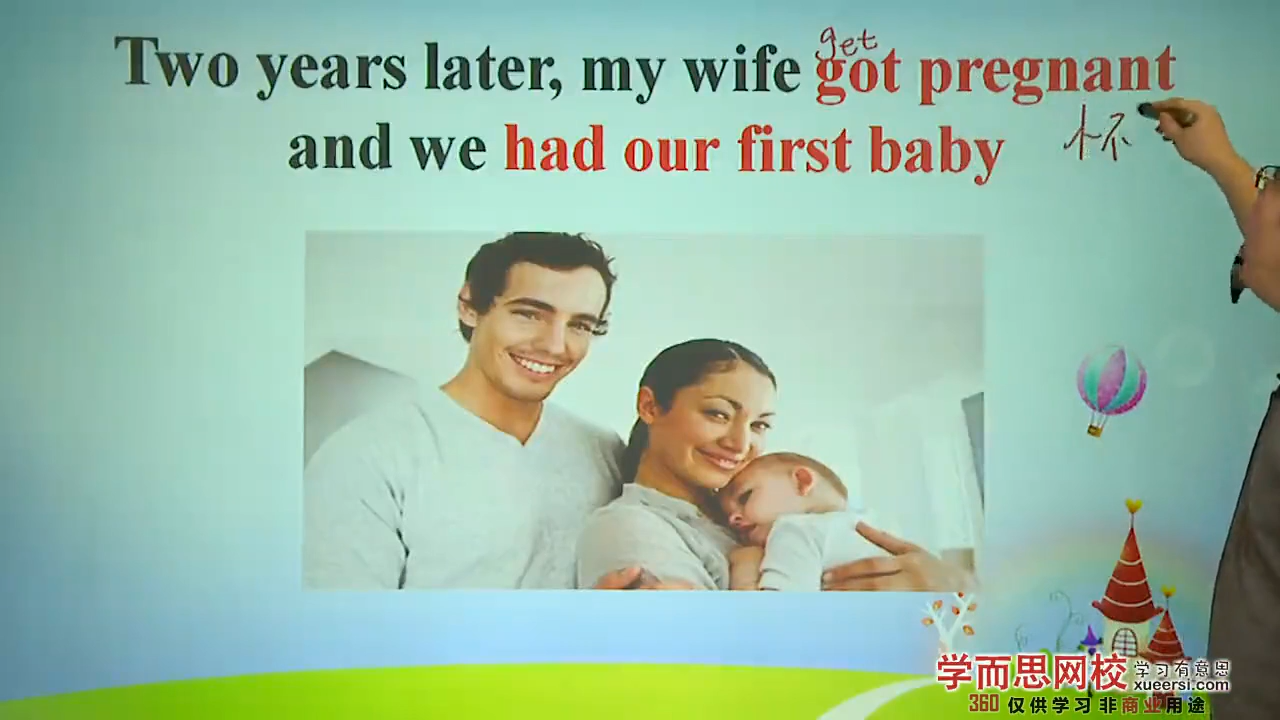 get
Two years later, my wife got pregnant
and we had our first baby
怀
学而思网校 学习有意思
xueersi.com
360 仅供学习 非商业用途